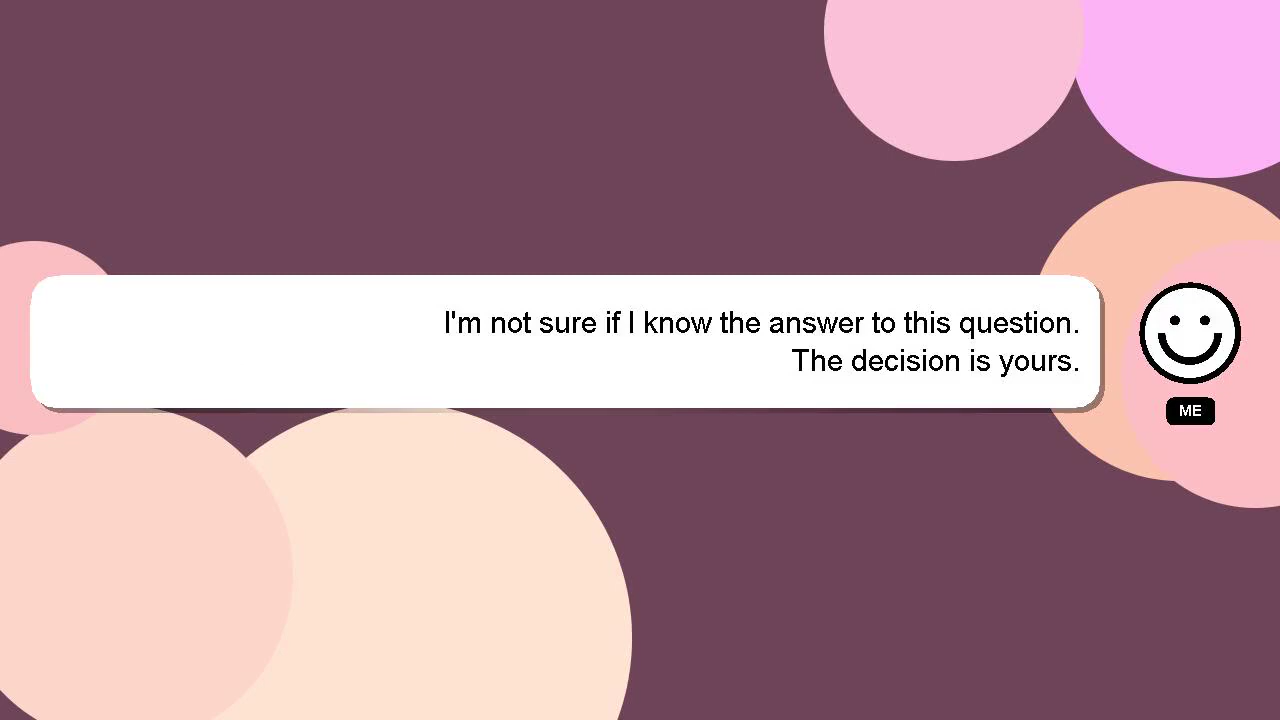 I'm not sure if I know the answer to this question.
The decision is yours.
ME